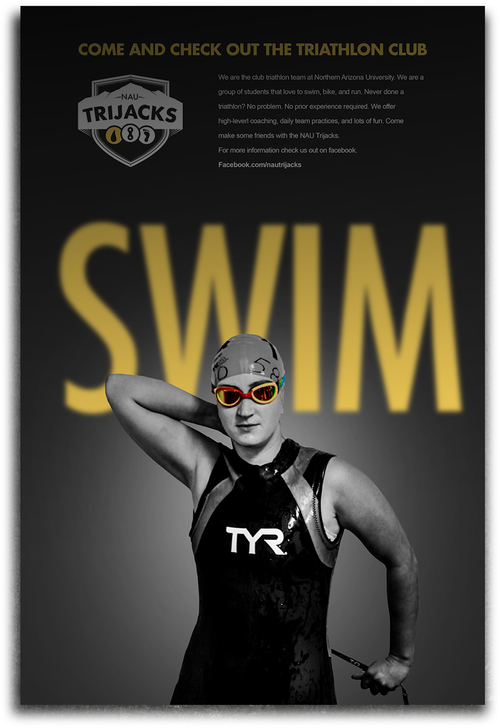 COME AND CHECK OUT THE TRIATHLON CLUB
NAU
TRIJACKS
We are the club triathlon team at Northern Arizona University. We are a
group of students that love to swim, bike, and run. Never done a
triathlon? No problem. No prior experience required. We offer
high-leverl coaching, daily team practices, and lots of fun. Come
make some friends with the NAU Trijacks.
For more information check us out on facebook.
Facebook.com/nautrijacks
SWIM
TYR